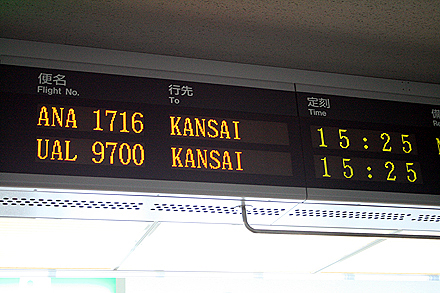 便名 行先 定刻
Flight No. To Time
ANA 1716 KANSAI 15:25
UAL 9700 KANSAI 15:25